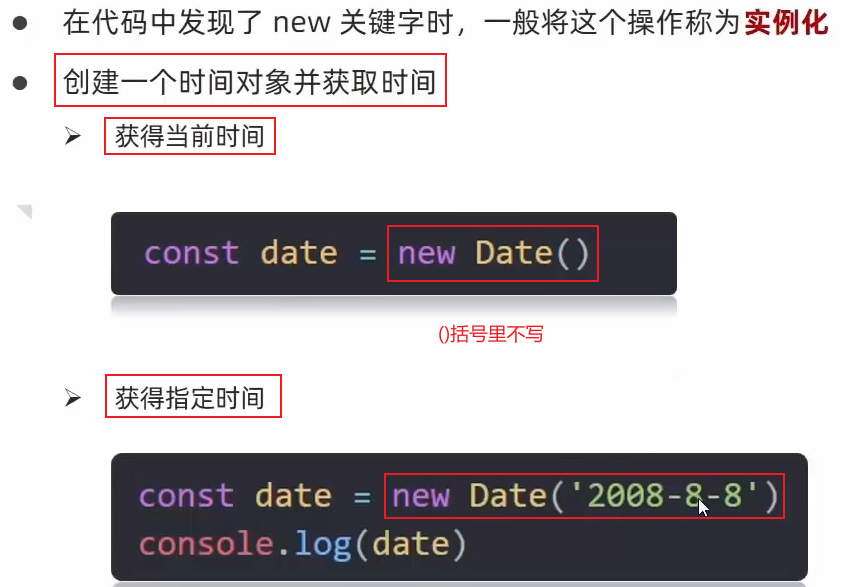 在代码中发现了 new 关键字时，一般将这个操作称为实例化
创建一个时间对象并获取时间
获得当前时间
const date = new Date()
()括号里不写
获得指定时间
const date = new Date('2008-8-8')
console.log(date)